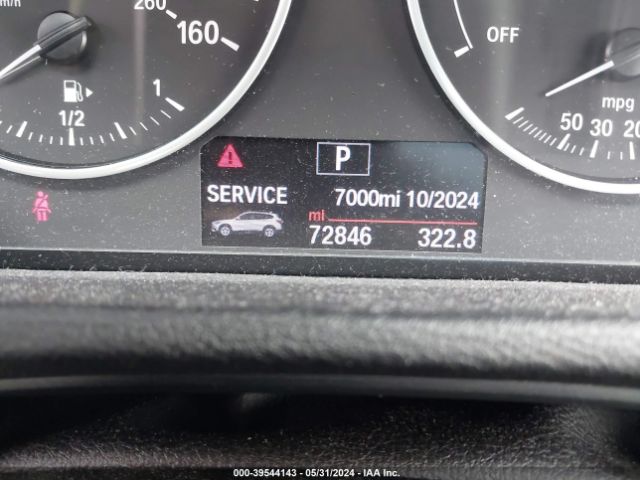 km/h
260
160
OFF
1
1/2
mpg
50 30 20
P
SERVICE 7000mi 10/2024
mi
72846 322.8
000-39544143 - 05/31/2024 - IAA Inc.